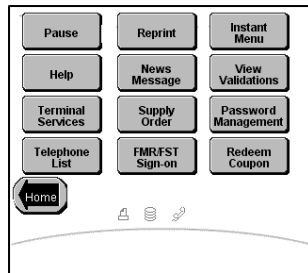 Pause
Reprint
Instant
Menu
Help
News
Message
View
Validations
Terminal
Services
Supply
Order
Password
Management
Telephone
List
FMR/FST
Sign-on
Redeem
Coupon
Home